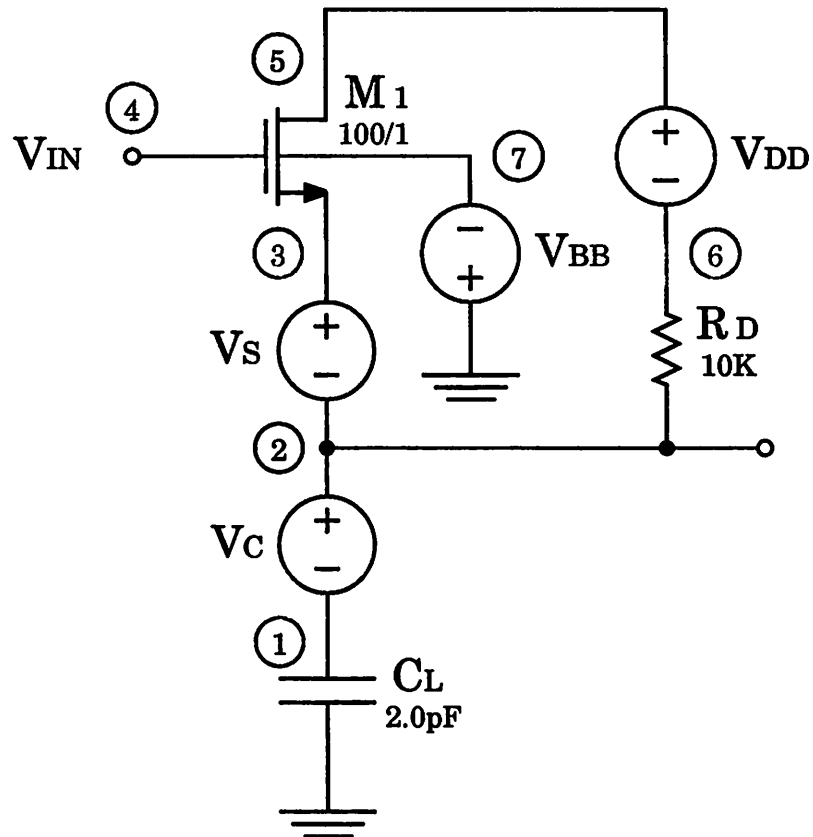 5
M1
100/1
4
VIN
7
+
−
VDD
3
−
+
VBB
6
+
−
VS
RD
10K
2
+
−
VC
1
CL
2.0pF